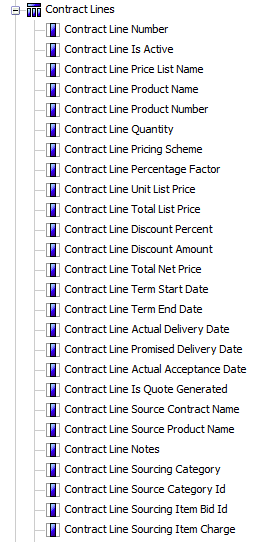 Contract Lines
Contract Line Number
Contract Line Is Active
Contract Line Price List Name
Contract Line Product Name
Contract Line Product Number
Contract Line Quantity
Contract Line Pricing Scheme
Contract Line Percentage Factor
Contract Line Unit List Price
Contract Line Total List Price
Contract Line Discount Percent
Contract Line Discount Amount
Contract Line Total Net Price
Contract Line Term Start Date
Contract Line Term End Date
Contract Line Actual Delivery Date
Contract Line Promised Delivery Date
Contract Line Actual Acceptance Date
Contract Line Is Quote Generated
Contract Line Source Contract Name
Contract Line Source Product Name
Contract Line Notes
Contract Line Sourcing Category
Contract Line Source Category Id
Contract Line Sourcing Item Bid Id
Contract Line Sourcing Item Charge